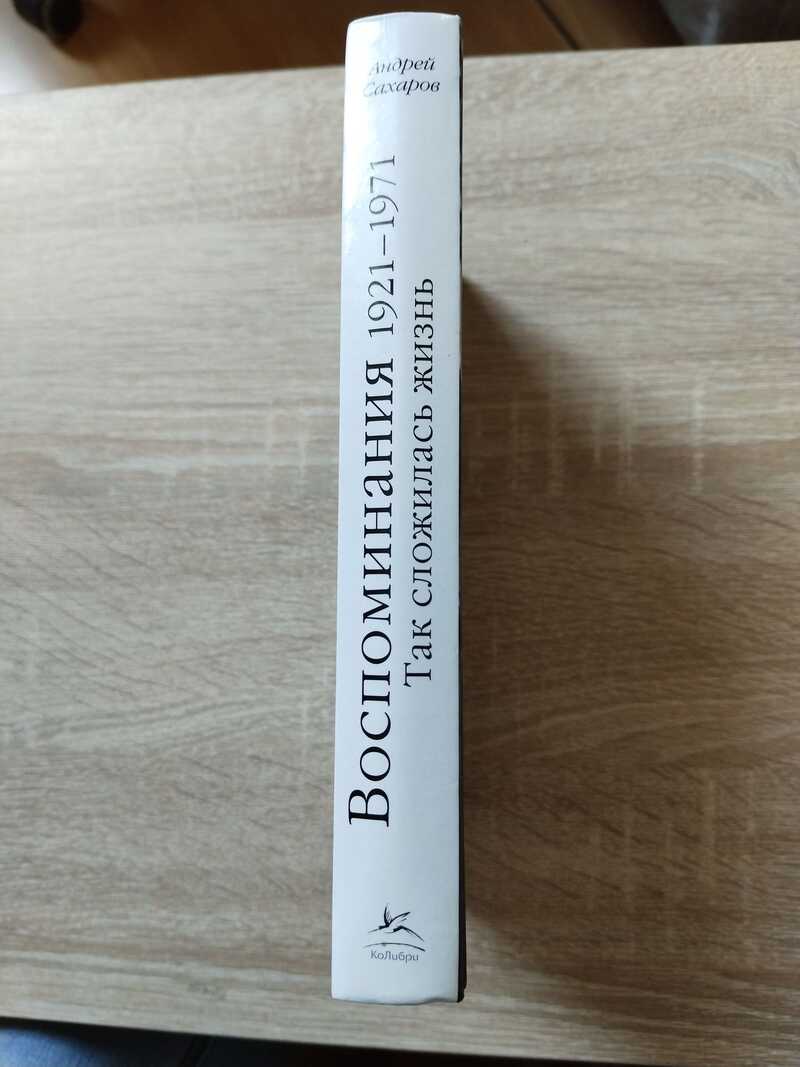 Андрей
Сахаров
Воспоминания 1921–1971
Так сложилась жизнь
КоЛибри